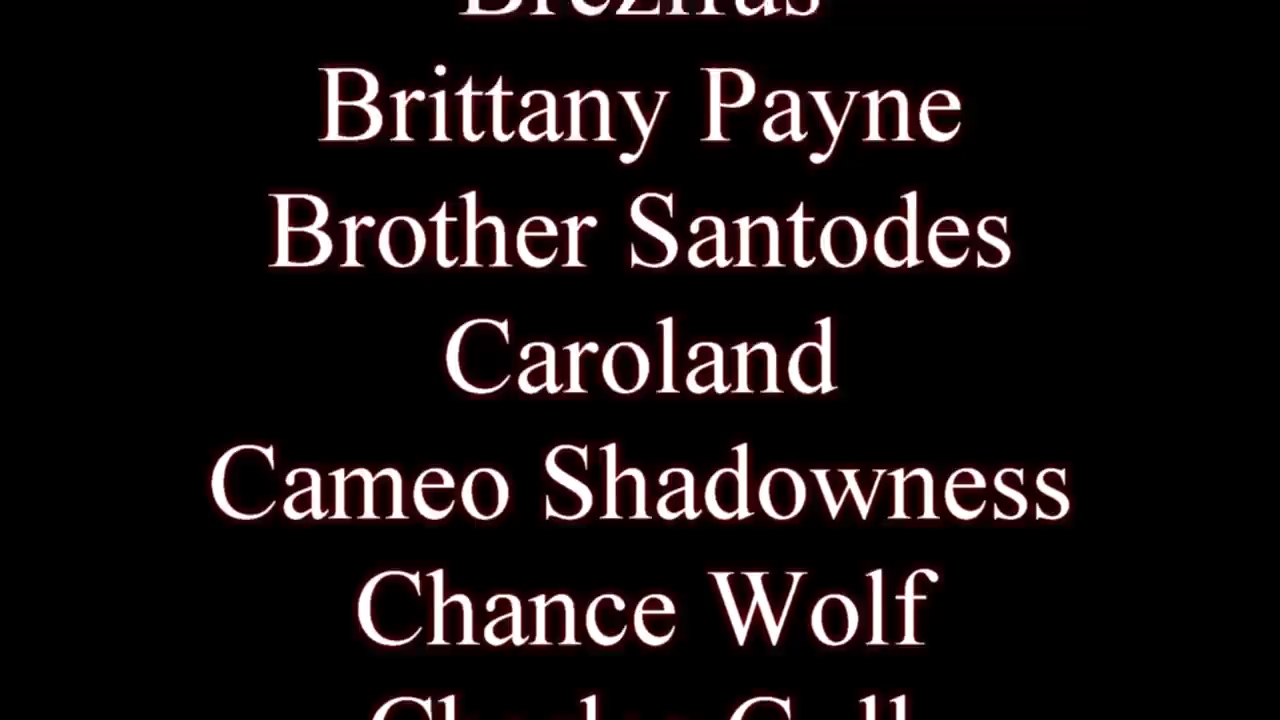 Brittany Payne
Brother Santodes
Caroland
Cameo Shadowness
Chance Wolf